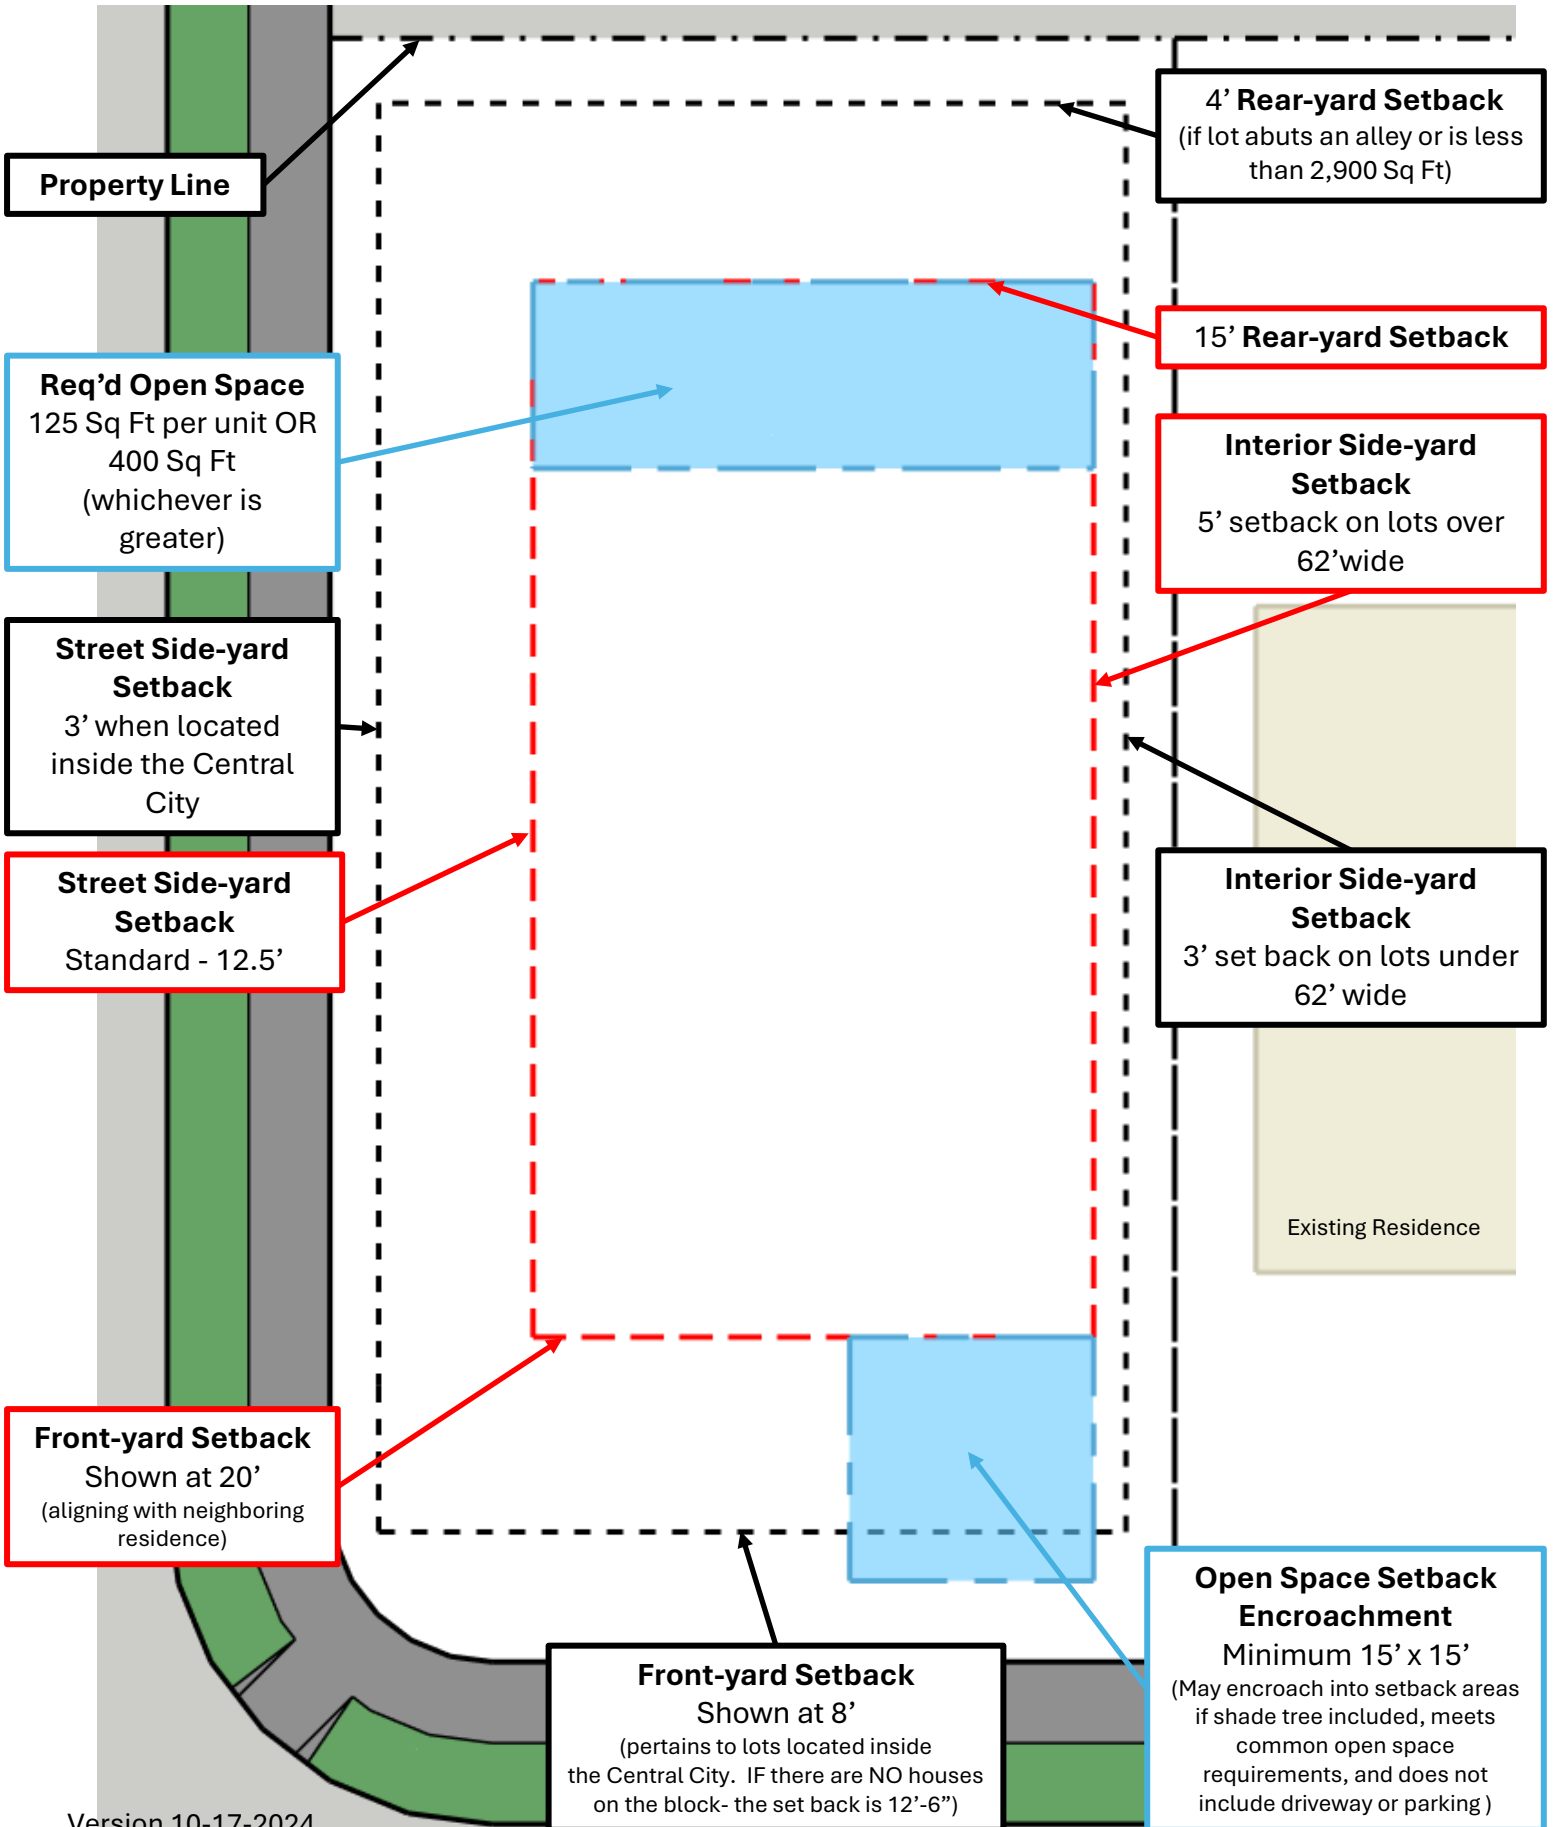 Property Line
4’ Rear-yard Setback
(if lot abuts an alley or is less
than 2,900 Sq Ft)
15’ Rear-yard Setback
Req’d Open Space
125 Sq Ft per unit OR
400 Sq Ft
(whichever is
greater)
Interior Side-yard
Setback
5’ setback on lots over
62’wide
Street Side-yard
Setback
3’ when located
inside the Central
City
Street Side-yard
Setback
Standard - 12.5’
Interior Side-yard
Setback
3’ set back on lots under
62’ wide
Existing Residence
Front-yard Setback
Shown at 20’
(aligning with neighboring
residence)
Front-yard Setback
Shown at 8’
(pertains to lots located inside
the Central City.  IF there are NO houses
on the block- the set back is 12’-6”)
Open Space Setback
Encroachment
Minimum 15’ x 15’
(May encroach into setback areas
if shade tree included, meets
common open space
requirements, and does not
include driveway or parking )
Version 10-17-2024